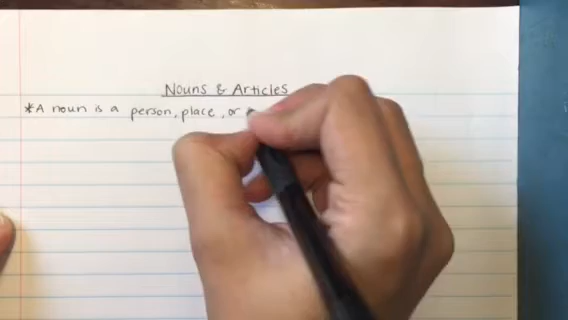 Nouns & Articles
*A noun is a person, place, or